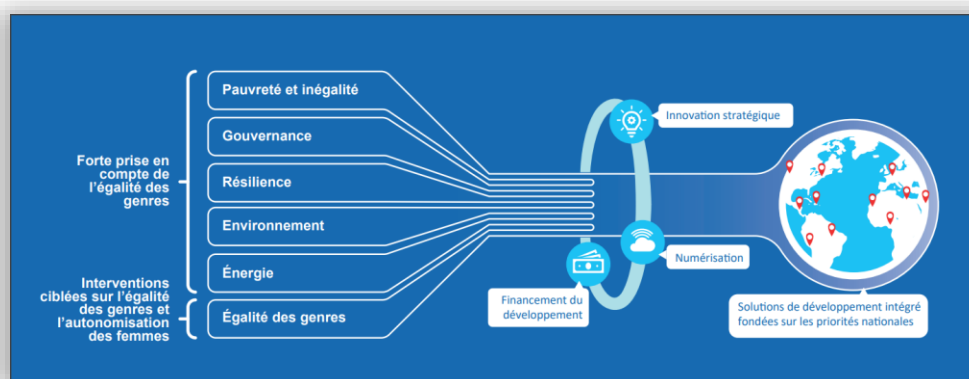 Forte prise en
compte de
l'égalité des
genres
Interventions
ciblées sur l'égalité
des genres et
l'autonomisation
des femmes
Pauvreté et inégalité
Gouvernance
Résilience
Environnement
Énergie
Égalité des genres
Innovation stratégique
Numérisation
Financement du
développement
Solutions de développement intégré
fondées sur les priorités nationales